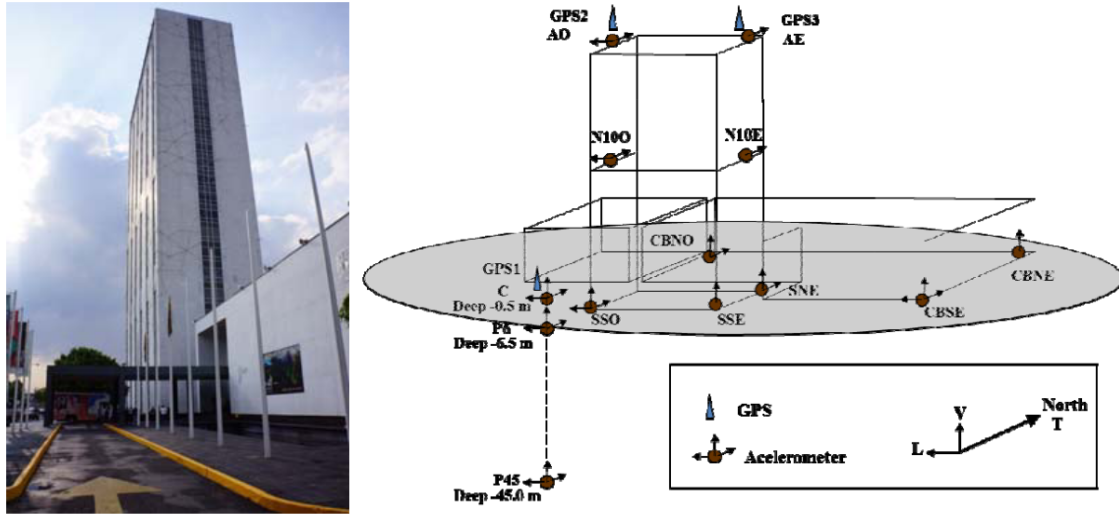 GPS2
AO
GPS3
AE
N10O
N10E
CBNO
GPS1
C
Deep -0.5 m
SNE
CBNE
SSO
SSE
CBSE
P6
Deep -6.5 m
P45
Deep -45.0 m
GPS
Acelerometer
V
L
North
T